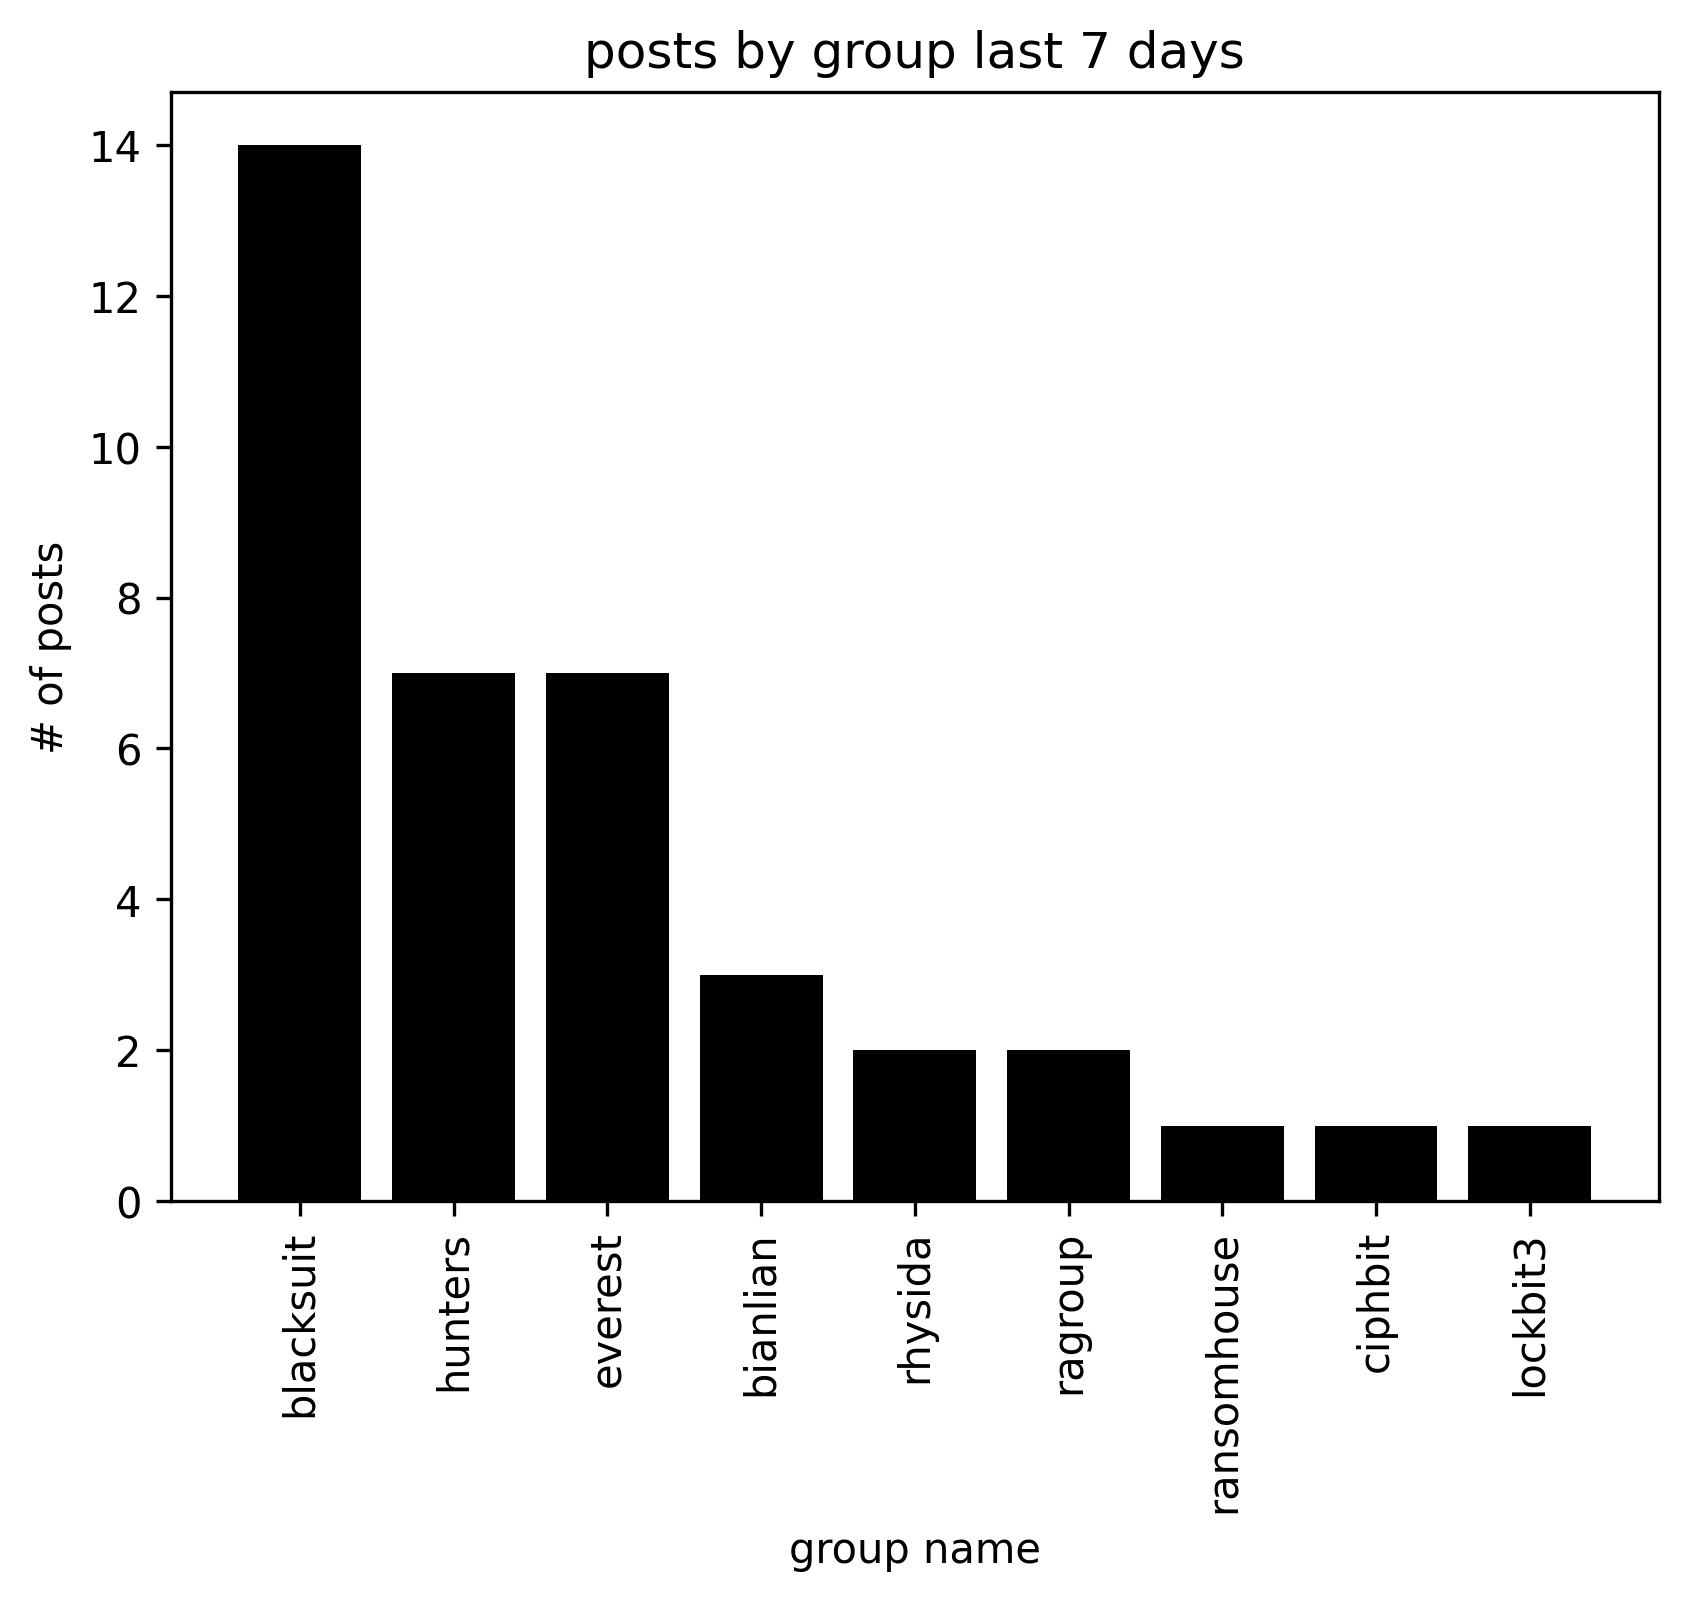 posts by group last 7 days
14
12
10
8
6
4
2
0
# of posts
blacksuit
hunters
everest
bianlian
rhysida
ragroup
ransomhouse
ciphbit
lockbit3
group name